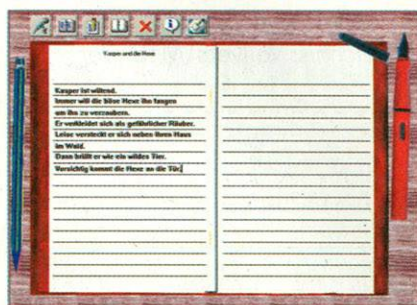 Kasper und die Hexe
Kasper ist wütend.
Immer will die böse Hexe ihn fangen
um ihn zu verzaubern.
Er verkleidet sich als gefährlicher Räuber.
Leise versteckt er sich neben ihren Haus
im Wald.
Dann brüllt er wie ein wildes Tier.
Vorsichtig kommt die Hexe an die Tür.